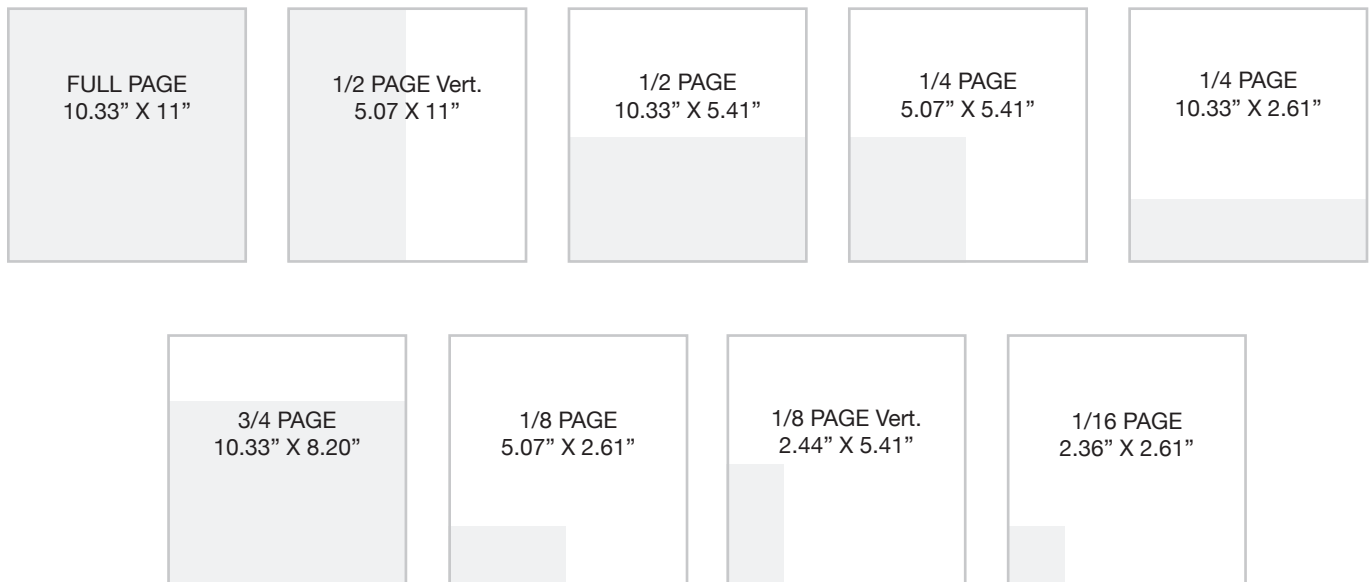 FULL PAGE
10.33” X 11”
1/2 PAGE Vert.
5.07 X 11”
1/2 PAGE
10.33” X 5.41”
1/4 PAGE
5.07” X 5.41”
1/4 PAGE
10.33” X 2.61”
3/4 PAGE
10.33” X 8.20”
1/8 PAGE
5.07” X 2.61”
1/8 PAGE Vert.
2.44” X 5.41”
1/16 PAGE
2.36” X 2.61”